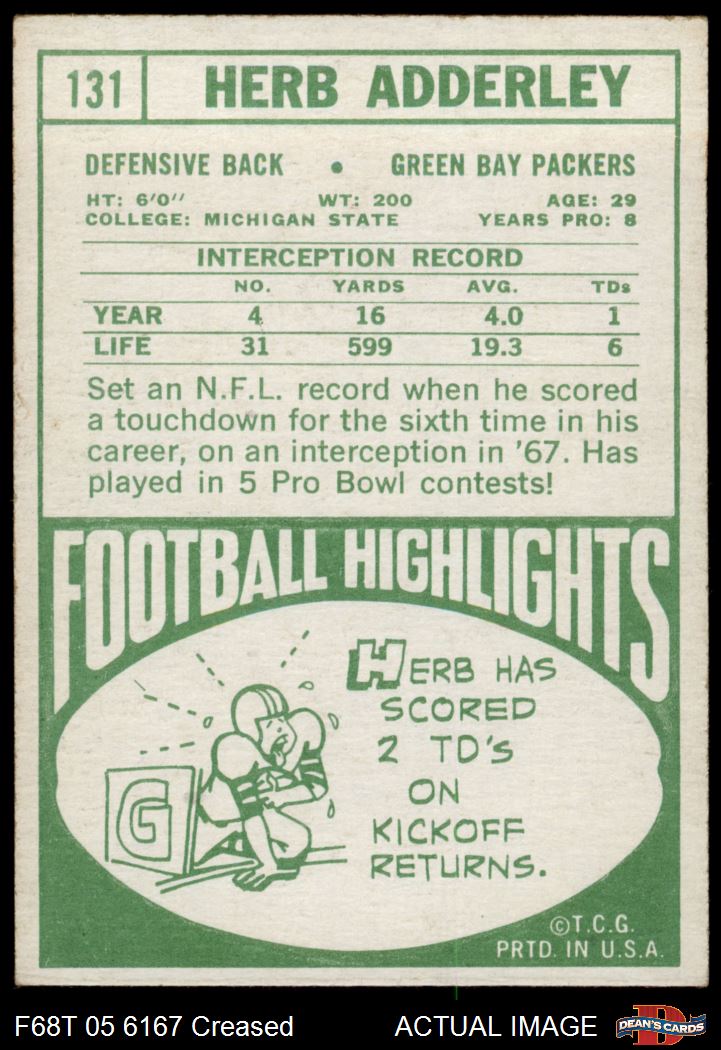 131 HERB ADDERLEY
DEFENSIVE BACK • GREEN BAY PACKERS
HT: 6'0" WT: 200 AGE: 29
COLLEGE: MICHIGAN STATE YEARS PRO: 8
INTERCEPTION RECORD
NO. YARDS AVG. TDs
YEAR 4 16 4.0 1
LIFE 31 599 19.3 6
Set an N.F.L. record when he scored
a touchdown for the sixth time in his
career, on an interception in '67. Has
played in 5 Pro Bowl contests!
FOOTBALL HIGHLIGHTS
HERB HAS
SCORED
2 TD'S
ON
KICKOFF
RETURNS.
G
©T.C.G.
PRTD. IN U.S.A.
F68T 05 6167 Creased ACTUAL IMAGE D DEAN'S CARDS